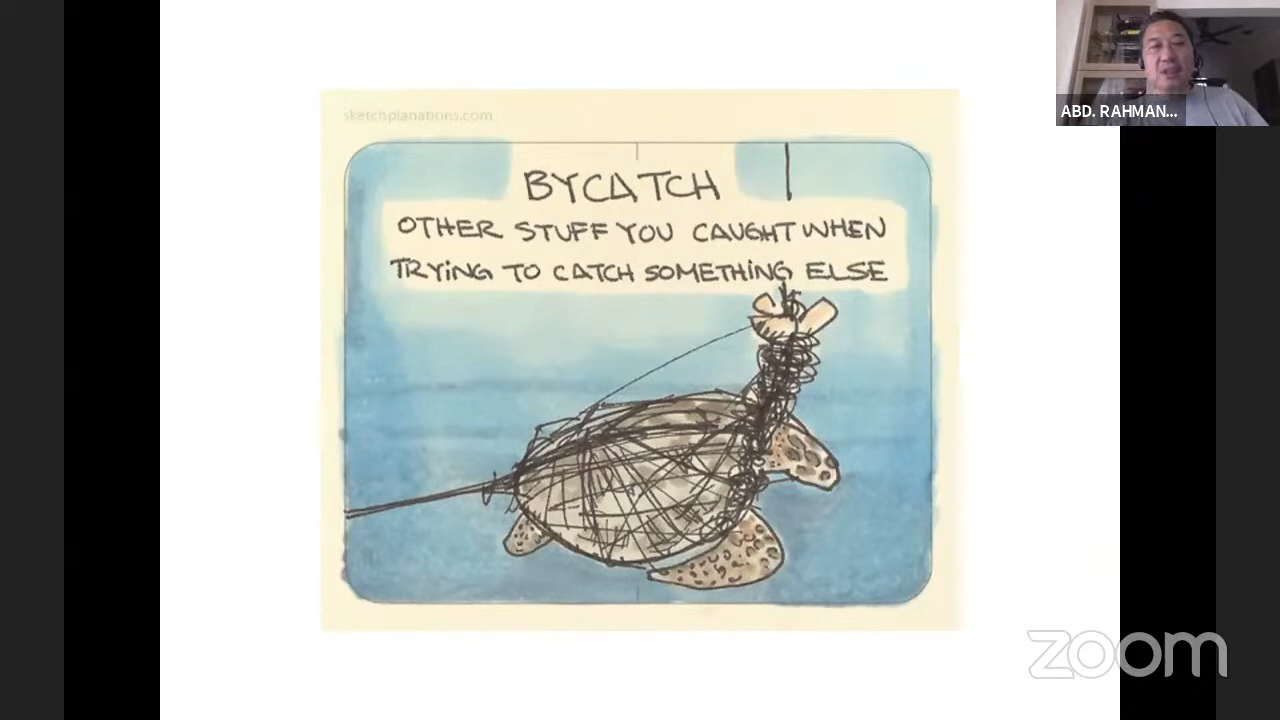 sketchplanations.com
BYCATCH
OTHER STUFF YOU CAUGHT WHEN
TRYING TO CATCH SOMETHING ELSE
ABD. RAHMAN...
zoom